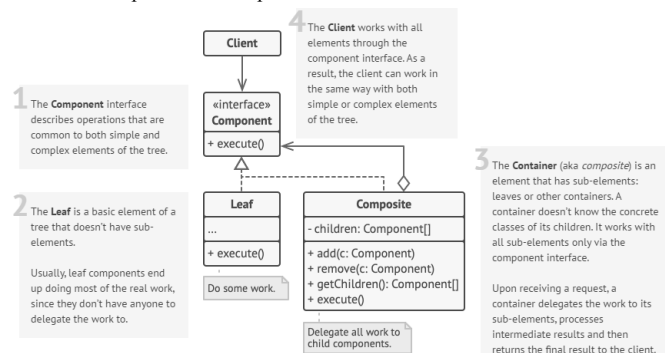 4
The Client works with all
elements through the
component interface. As a
result, the client can work in
the same way with both
simple or complex elements
of the tree.
Client
1
The Component interface
describes operations that are
common to both simple and
complex elements of the tree.
«interface»
Component
+ execute()
2
The Leaf is a basic element of a
tree that doesn't have sub-
elements.
Usually, leaf components end
up doing most of the real work,
since they don't have anyone to
delegate the work to.
Leaf
...
+ execute()
Do some work.
Composite
- children: Component[]
+ add(c: Component)
+ remove(c: Component)
+ getChildren(): Component[]
+ execute()
Delegate all work to
child components.
3
The Container (aka composite) is an
element that has sub-elements:
leaves or other containers. A
container doesn't know the concrete
classes of its children. It works with
all sub-elements only via the
component interface.
Upon receiving a request, a
container delegates the work to its
sub-elements, processes
intermediate results and then
returns the final result to the client.